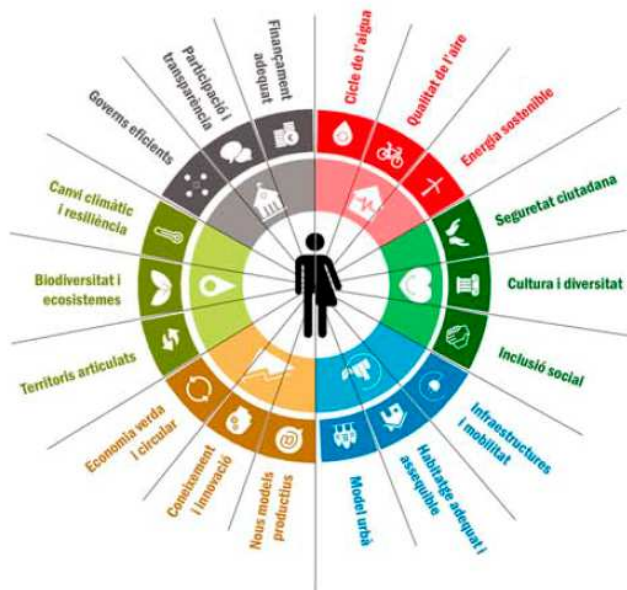 Cicle de l'aigua
Qualitat de l'aire
Energia sostenible
Seguretat ciutadana
Cultura i diversitat
Inclusió social
Infraestructures
i mobilitat
Habitatge adequat i
assequible
Model urbà
Nous models
productius
Coneixement
i innovació
Economia verda
i circular
Territoris articulats
Biodiversitat i
ecosistemes
Canvi climàtic
i resiliència
Governs eficients
Participació i
transparència
Finançament
adequat